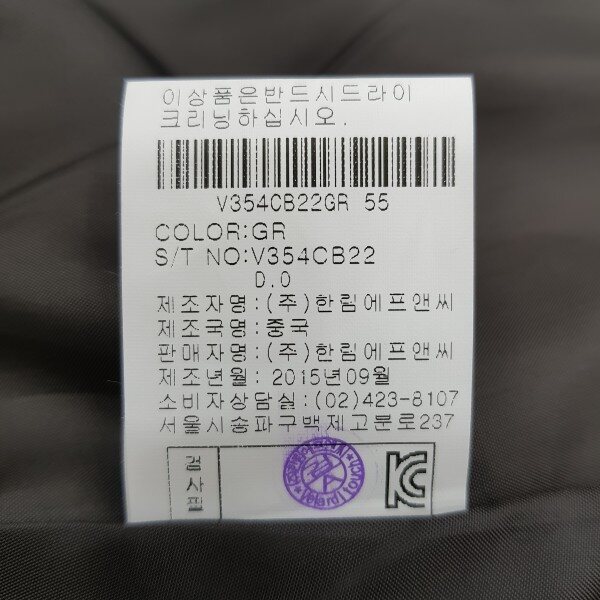 이상품은반드시드라이
크리닝하십시오.
V354CB22GR 55
COLOR:GR
S/T NO:V354CB22
D.0
제조자명:(주)한림에프앤씨
제조국명:중국
판매자명:(주)한림에프앤씨
제조년월: 2015년09월
소비자상담실:(02)423-8107
서울시송파구백제고분로237
검사필